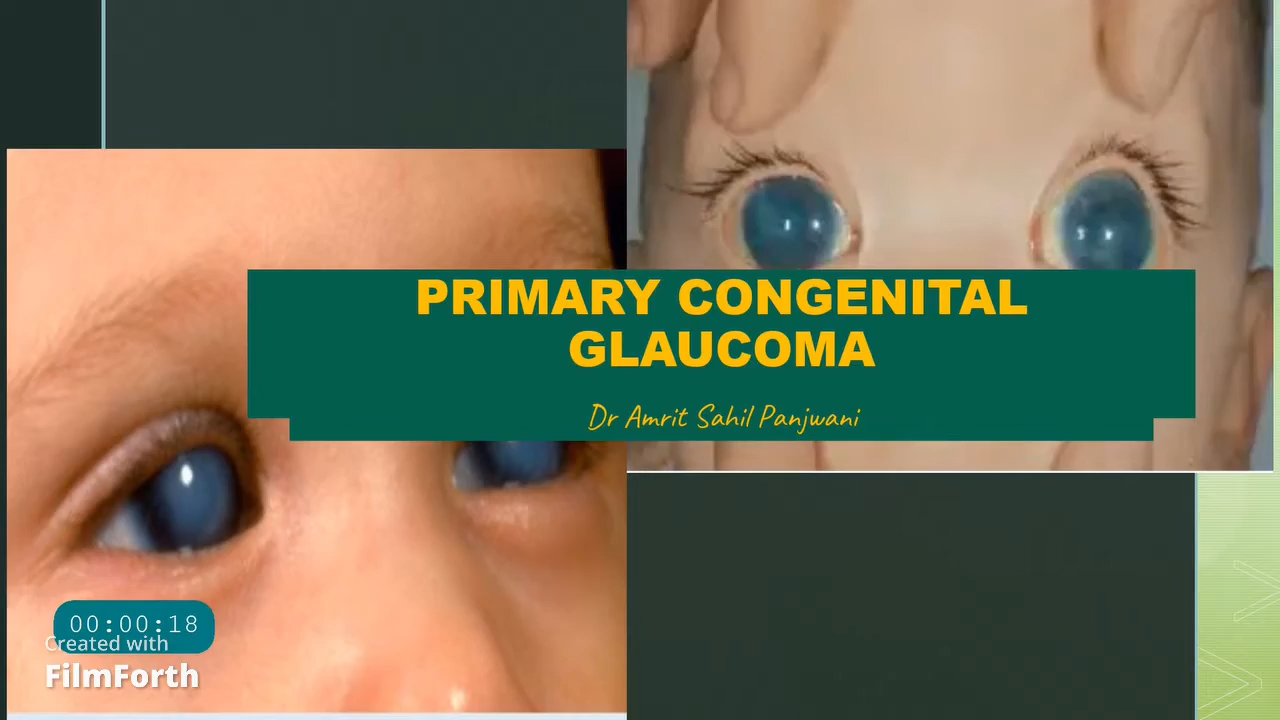 PRIMARY CONGENITAL
GLAUCOMA
Dr Amrit Sahil Panjwani
00:00:18
Created with
FilmForth